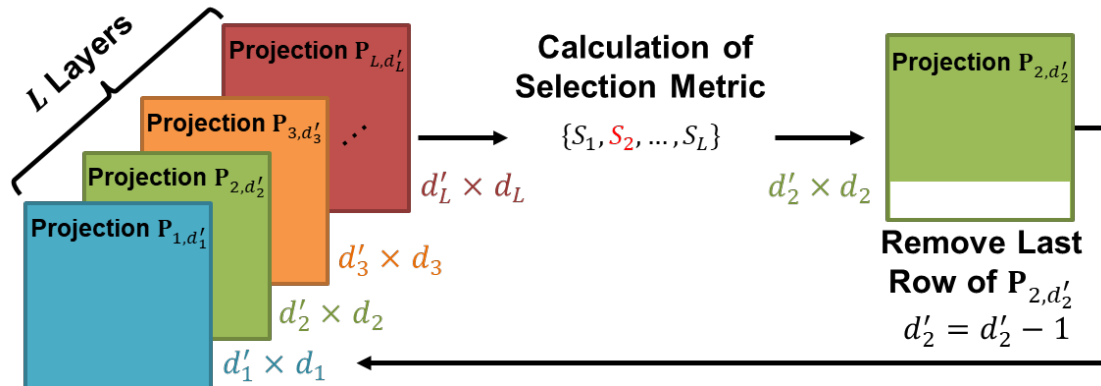 L Layers
Projection P_{L,d'_L}
Projection P_{3,d'_3}
...
Projection P_{2,d'_2}
Projection P_{1,d'_1}
d'_L × d_L
d'_3 × d_3
d'_2 × d_2
d'_1 × d_1
Calculation of
Selection Metric
{S_1, S_2, ..., S_L}
d'_2 × d_2
Projection P_{2,d'_2}
Remove Last
Row of P_{2,d'_2}
d'_2 = d'_2 − 1